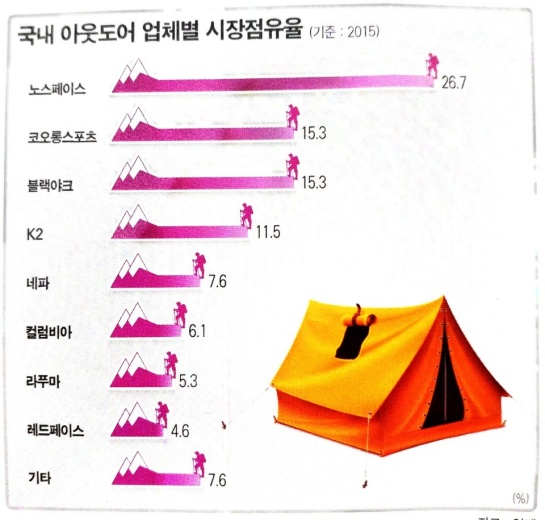 국내 아웃도어 업체별 시장점유율 (기준 : 2015)
노스페이스 26.7
코오롱스포츠 15.3
블랙야크 15.3
K2 11.5
네파 7.6
컬럼비아 6.1
라푸마 5.3
레드페이스 4.6
기타 7.6
(%)